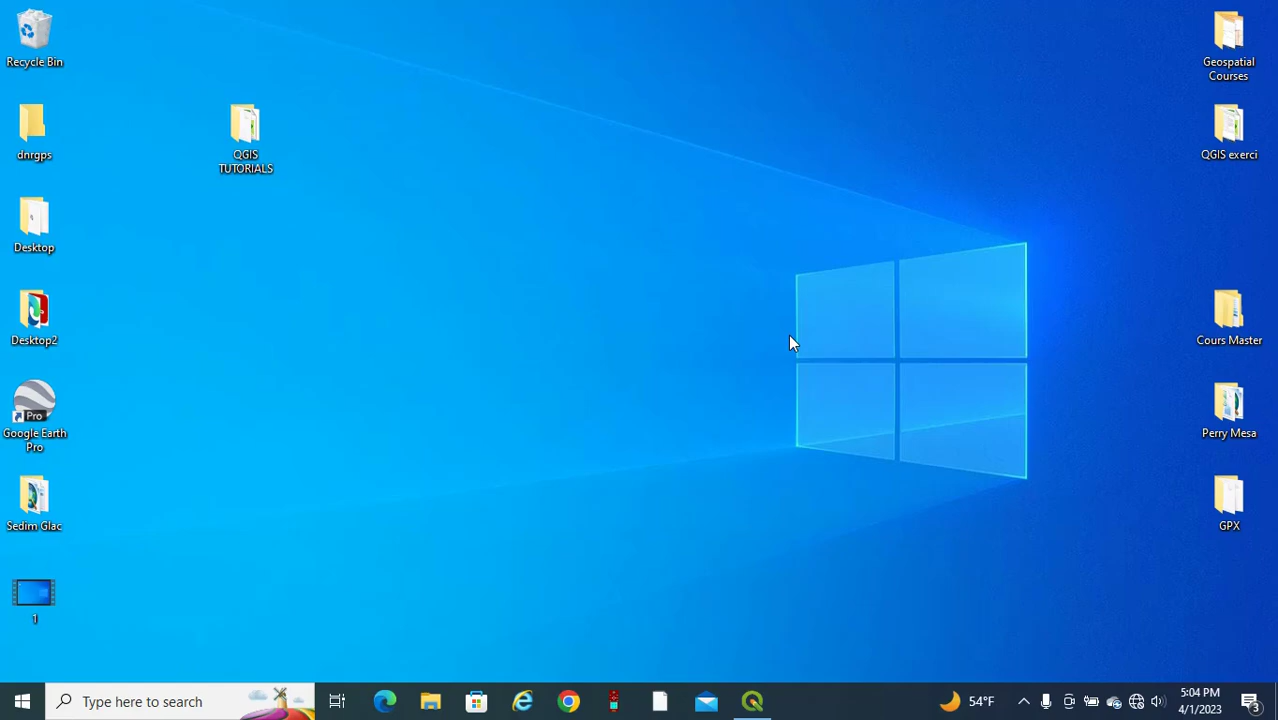 Recycle Bin
dnrgps
Desktop
Desktop2
Pro
Google Earth
Pro
Sedim Glac
1
QGIS
TUTORIALS
Geospatial
Courses
QGIS exerci
Cours Master
Perry Mesa
GPX
Type here to search
54°F
5:04 PM
4/1/2023
3